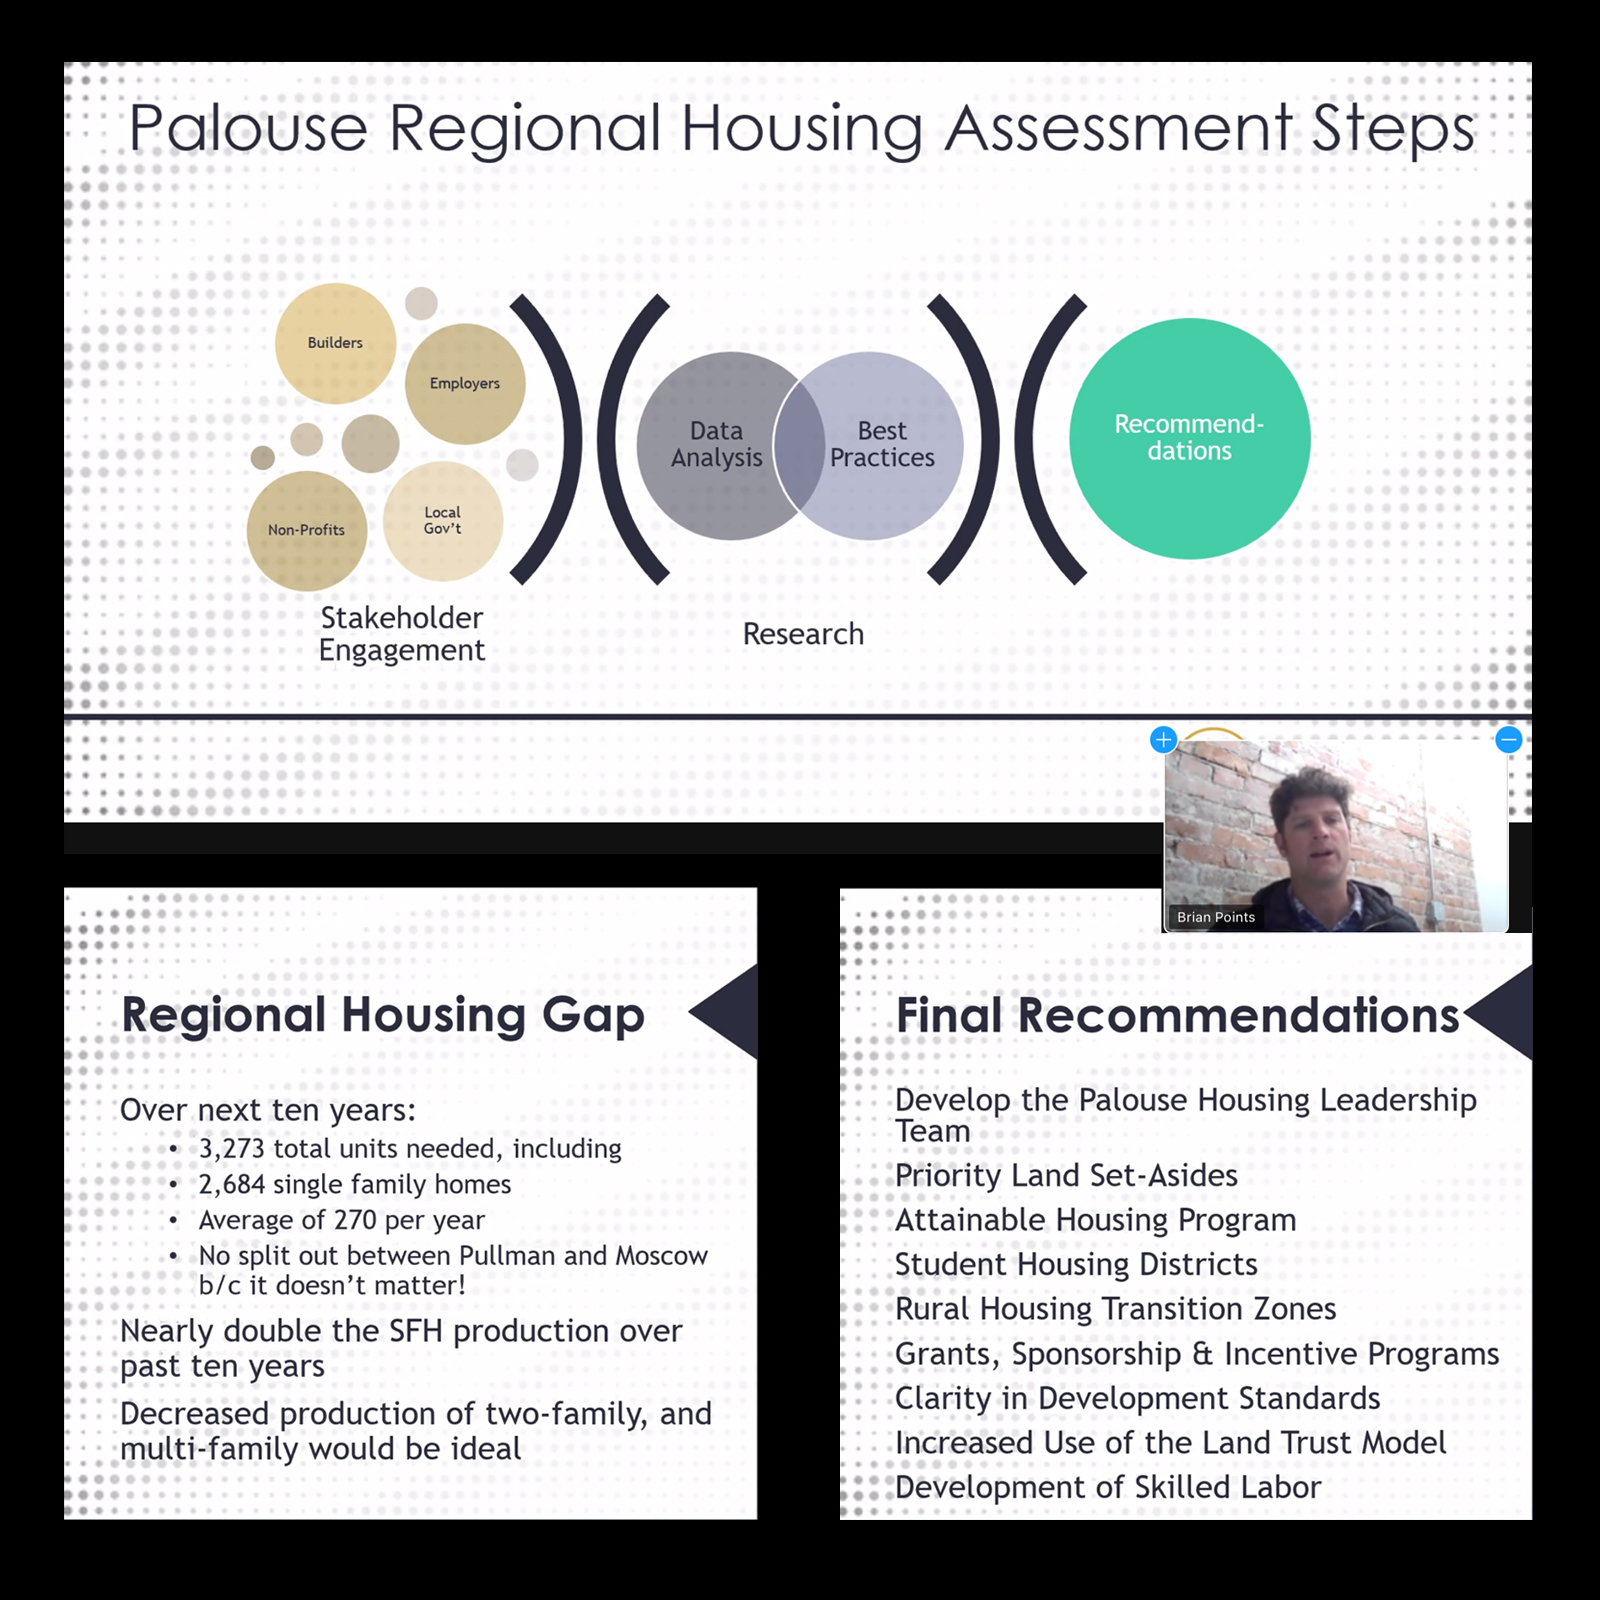 Palouse Regional Housing Assessment Steps
Builders
Employers
Non-Profits
Local
Gov't
Stakeholder
Engagement
Data
Analysis
Best
Practices
Research
Recommend-
dations
Brian Points
Regional Housing Gap
Over next ten years:
• 3,273 total units needed, including
• 2,684 single family homes
• Average of 270 per year
• No split out between Pullman and Moscow
b/c it doesn't matter!
Nearly double the SFH production over
past ten years
Decreased production of two-family, and
multi-family would be ideal
Final Recommendations
Develop the Palouse Housing Leadership
Team
Priority Land Set-Asides
Attainable Housing Program
Student Housing Districts
Rural Housing Transition Zones
Grants, Sponsorship & Incentive Programs
Clarity in Development Standards
Increased Use of the Land Trust Model
Development of Skilled Labor